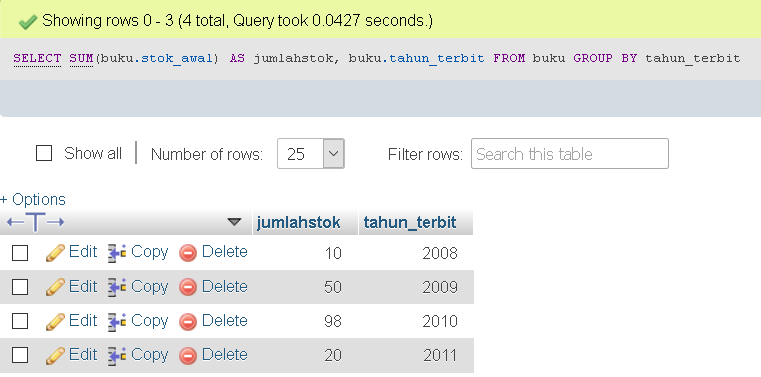 Showing rows 0 - 3 (4 total, Query took 0.0427 seconds.)
SELECT SUM(buku.stok_awal) AS jumlahstok, buku.tahun_terbit FROM buku GROUP BY tahun_terbit
Show all | Number of rows: 25 Filter rows: Search this table
+ Options
←T→ jumlahstok tahun_terbit
Edit Copy Delete 10 2008
Edit Copy Delete 50 2009
Edit Copy Delete 98 2010
Edit Copy Delete 20 2011